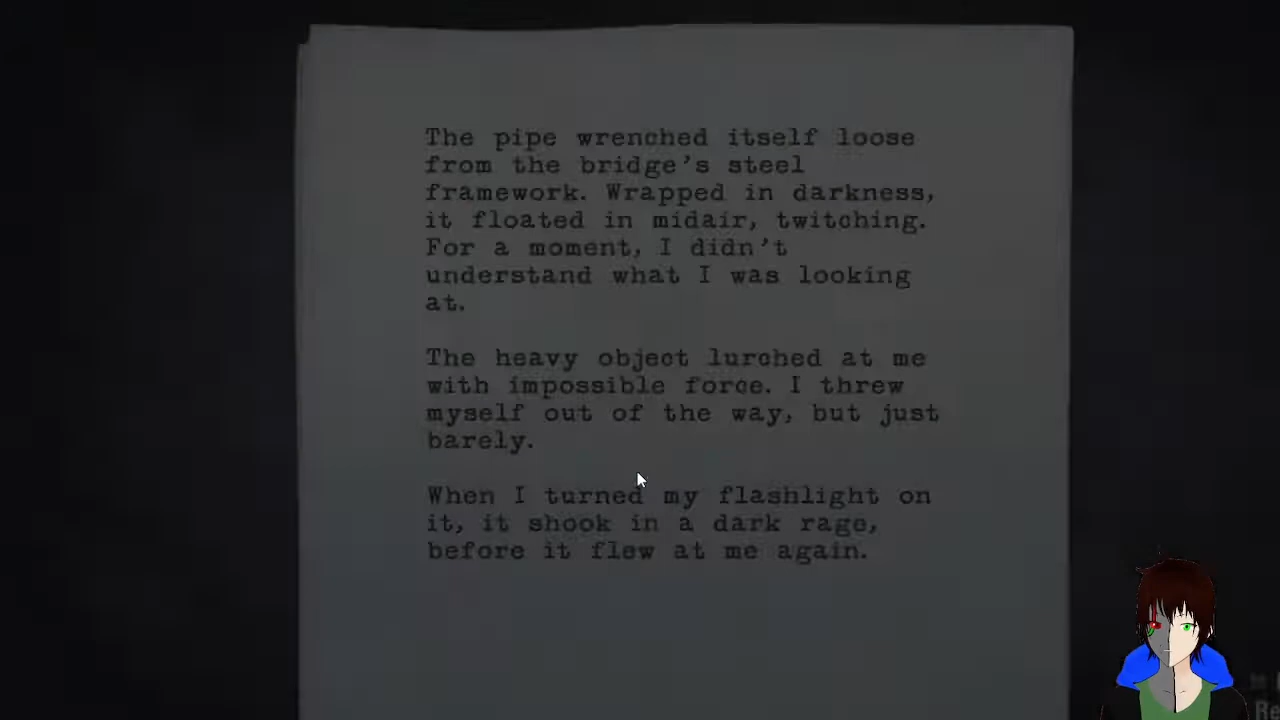 The pipe wrenched itself loose
from the bridge's steel
framework. Wrapped in darkness,
it floated in midair, twitching.
For a moment, I didn't
understand what I was looking
at.
The heavy object lurched at me
with impossible force. I threw
myself out of the way, but just
barely.
When I turned my flashlight on
it, it shook in a dark rage,
before it flew at me again.